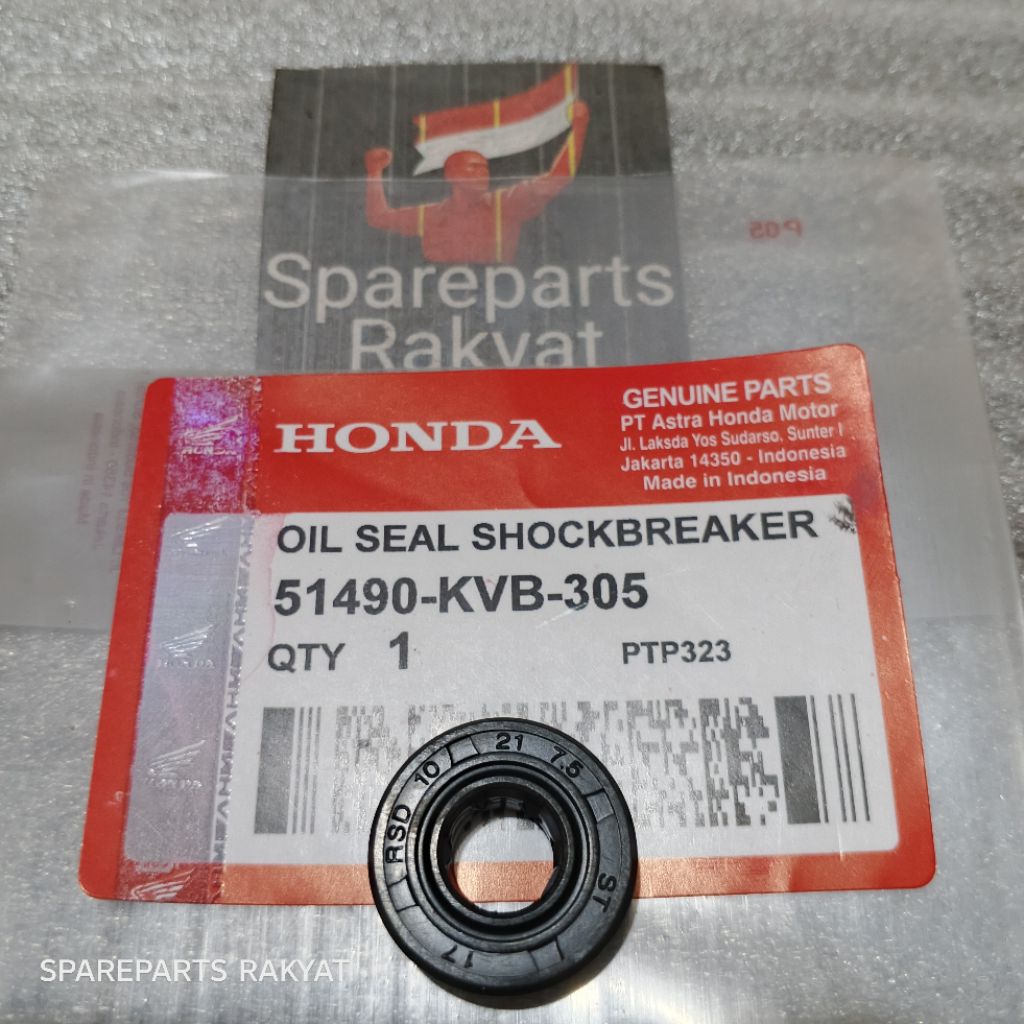 Spareparts
Rakyat
P05
HONDA
GENUINE PARTS
PT Astra Honda Motor
Jl. Laksda Yos Sudarso, Sunter I
Jakarta 14350 - Indonesia
Made in Indonesia
HONDA
OIL SEAL SHOCKBREAKER
51490-KVB-305
QTY 1
PTP323
HONDA
RSD 10 21 7.5
ST
17
SPAREPARTS RAKYAT